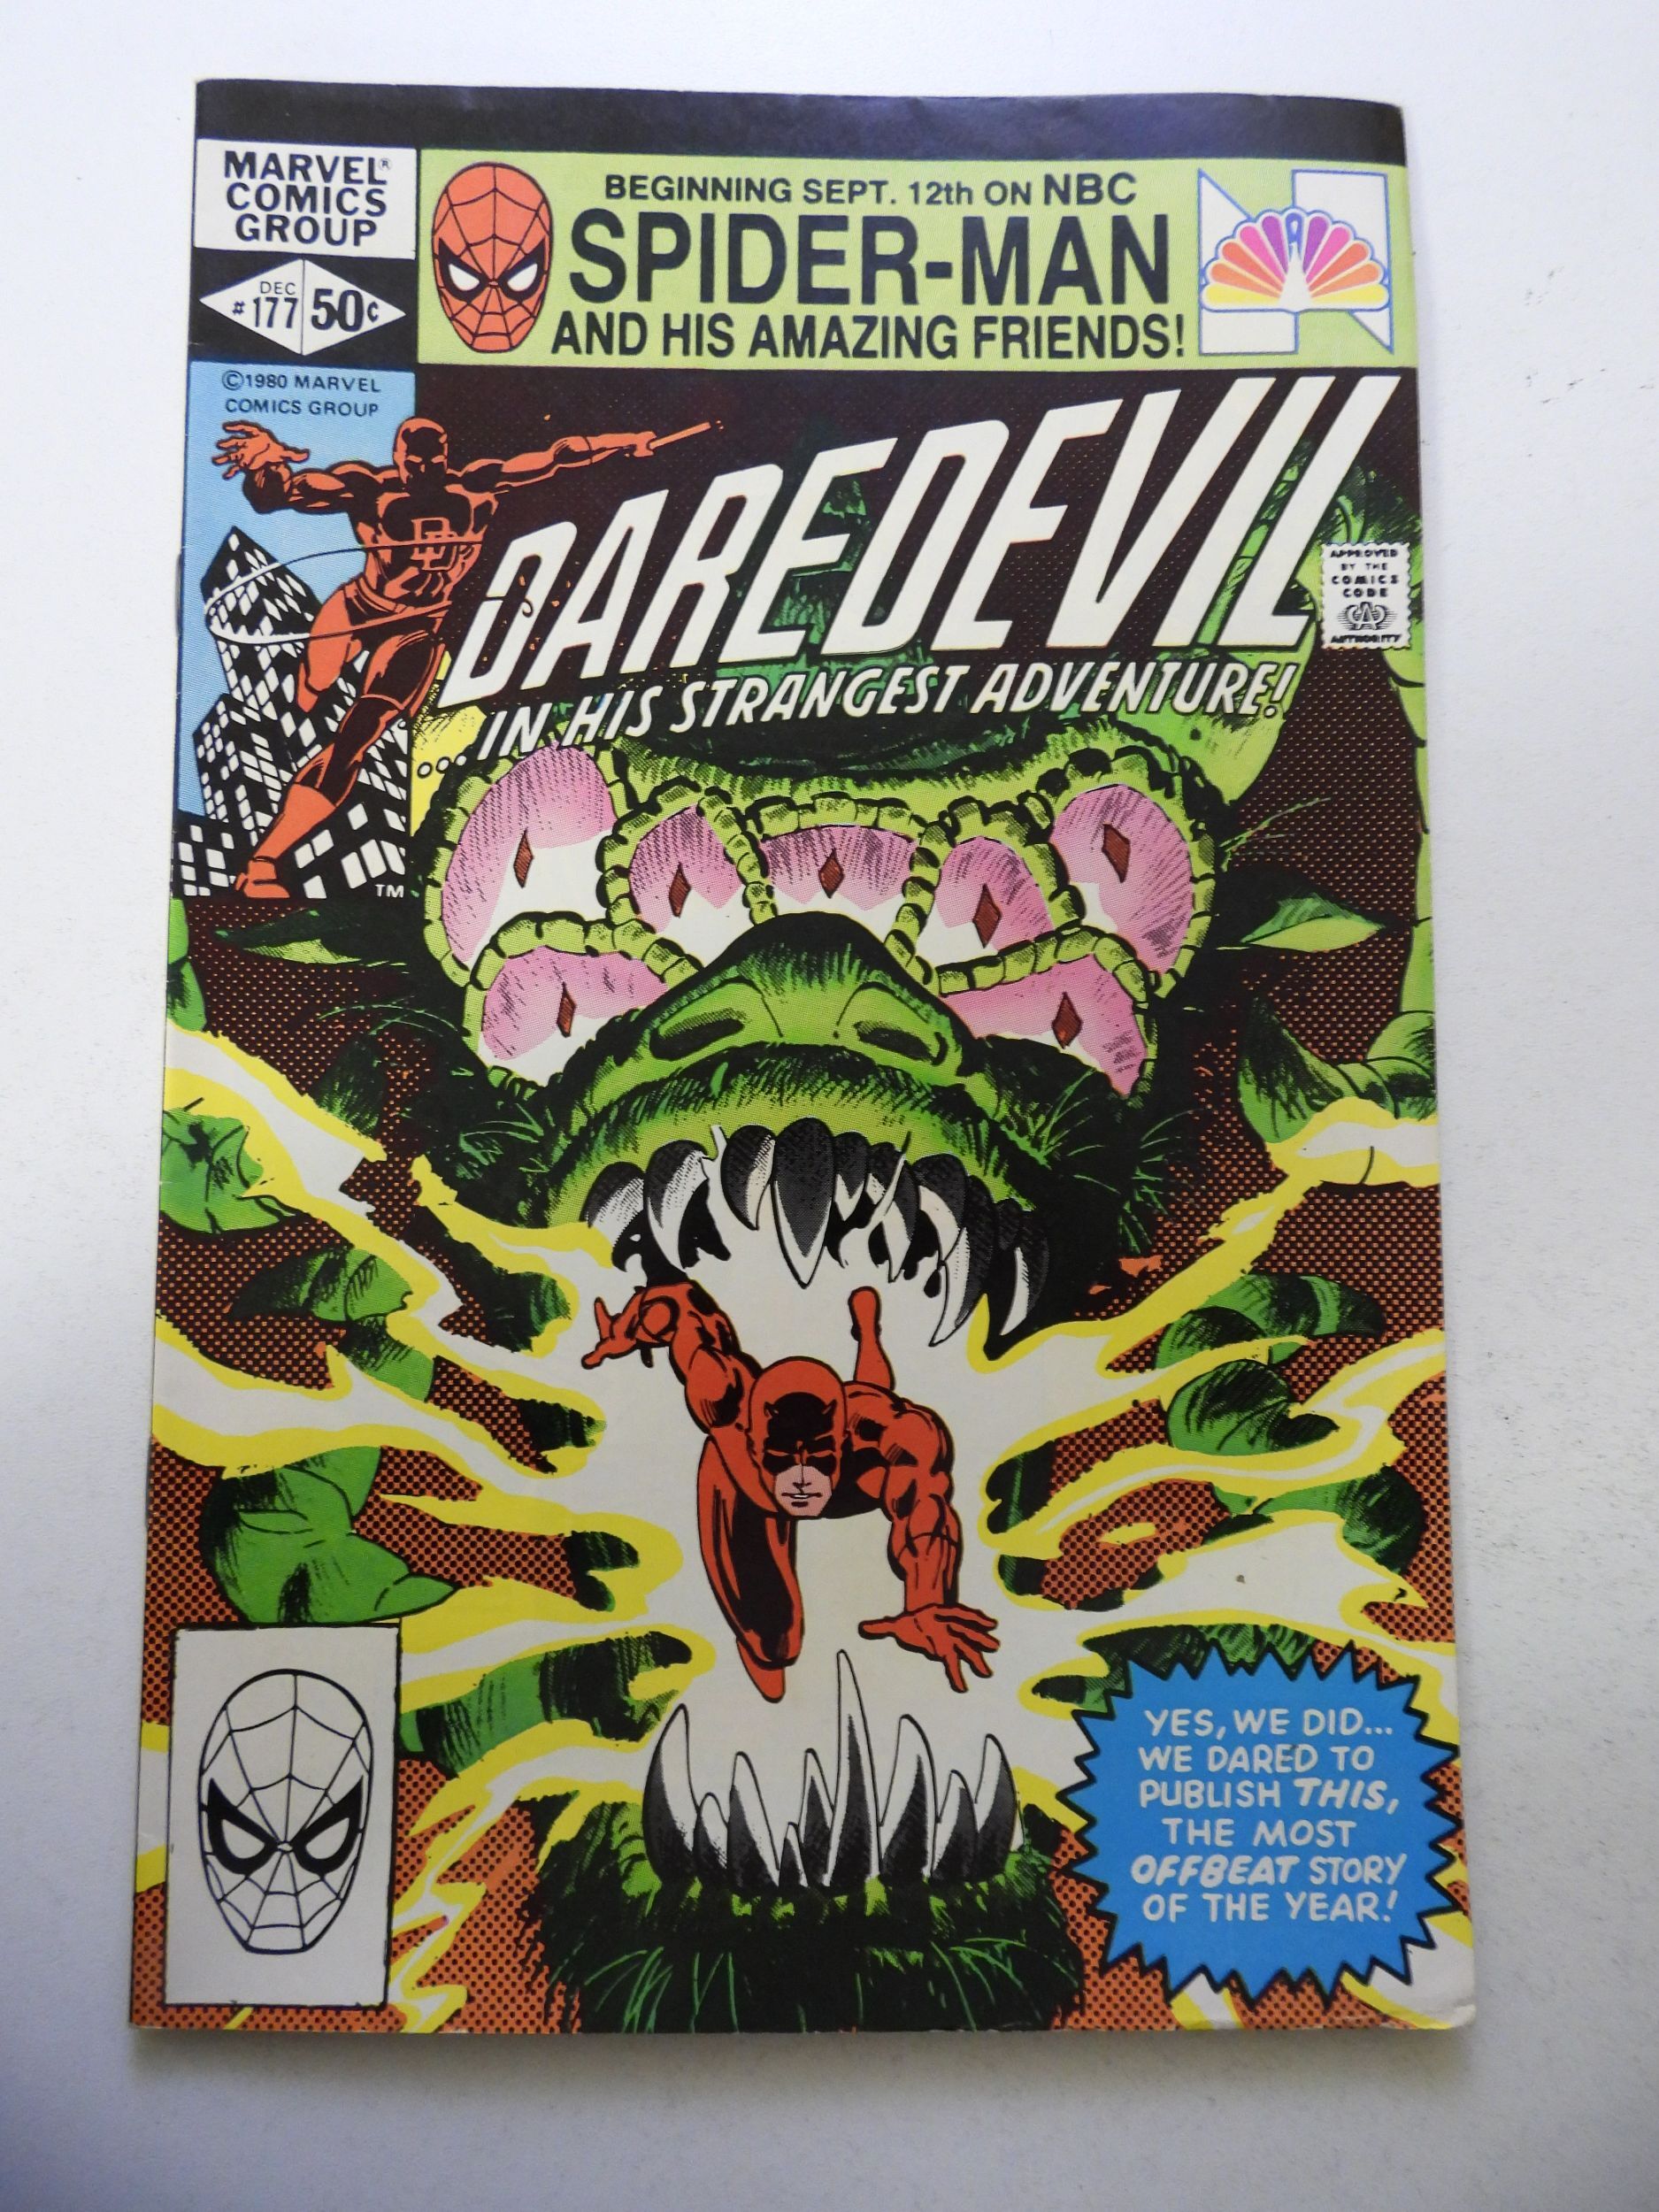 MARVEL®
COMICS
GROUP
DEC
#177 50¢
BEGINNING SEPT. 12th ON NBC
SPIDER-MAN
AND HIS AMAZING FRIENDS!
©1980 MARVEL
COMICS GROUP
DD
TM
DAREDEVIL
...IN HIS STRANGEST ADVENTURE!
APPROVED
BY THE
COMICS
CODE
CA
AUTHORITY
YES, WE DID...
WE DARED TO
PUBLISH THIS,
THE MOST
OFFBEAT STORY
OF THE YEAR!